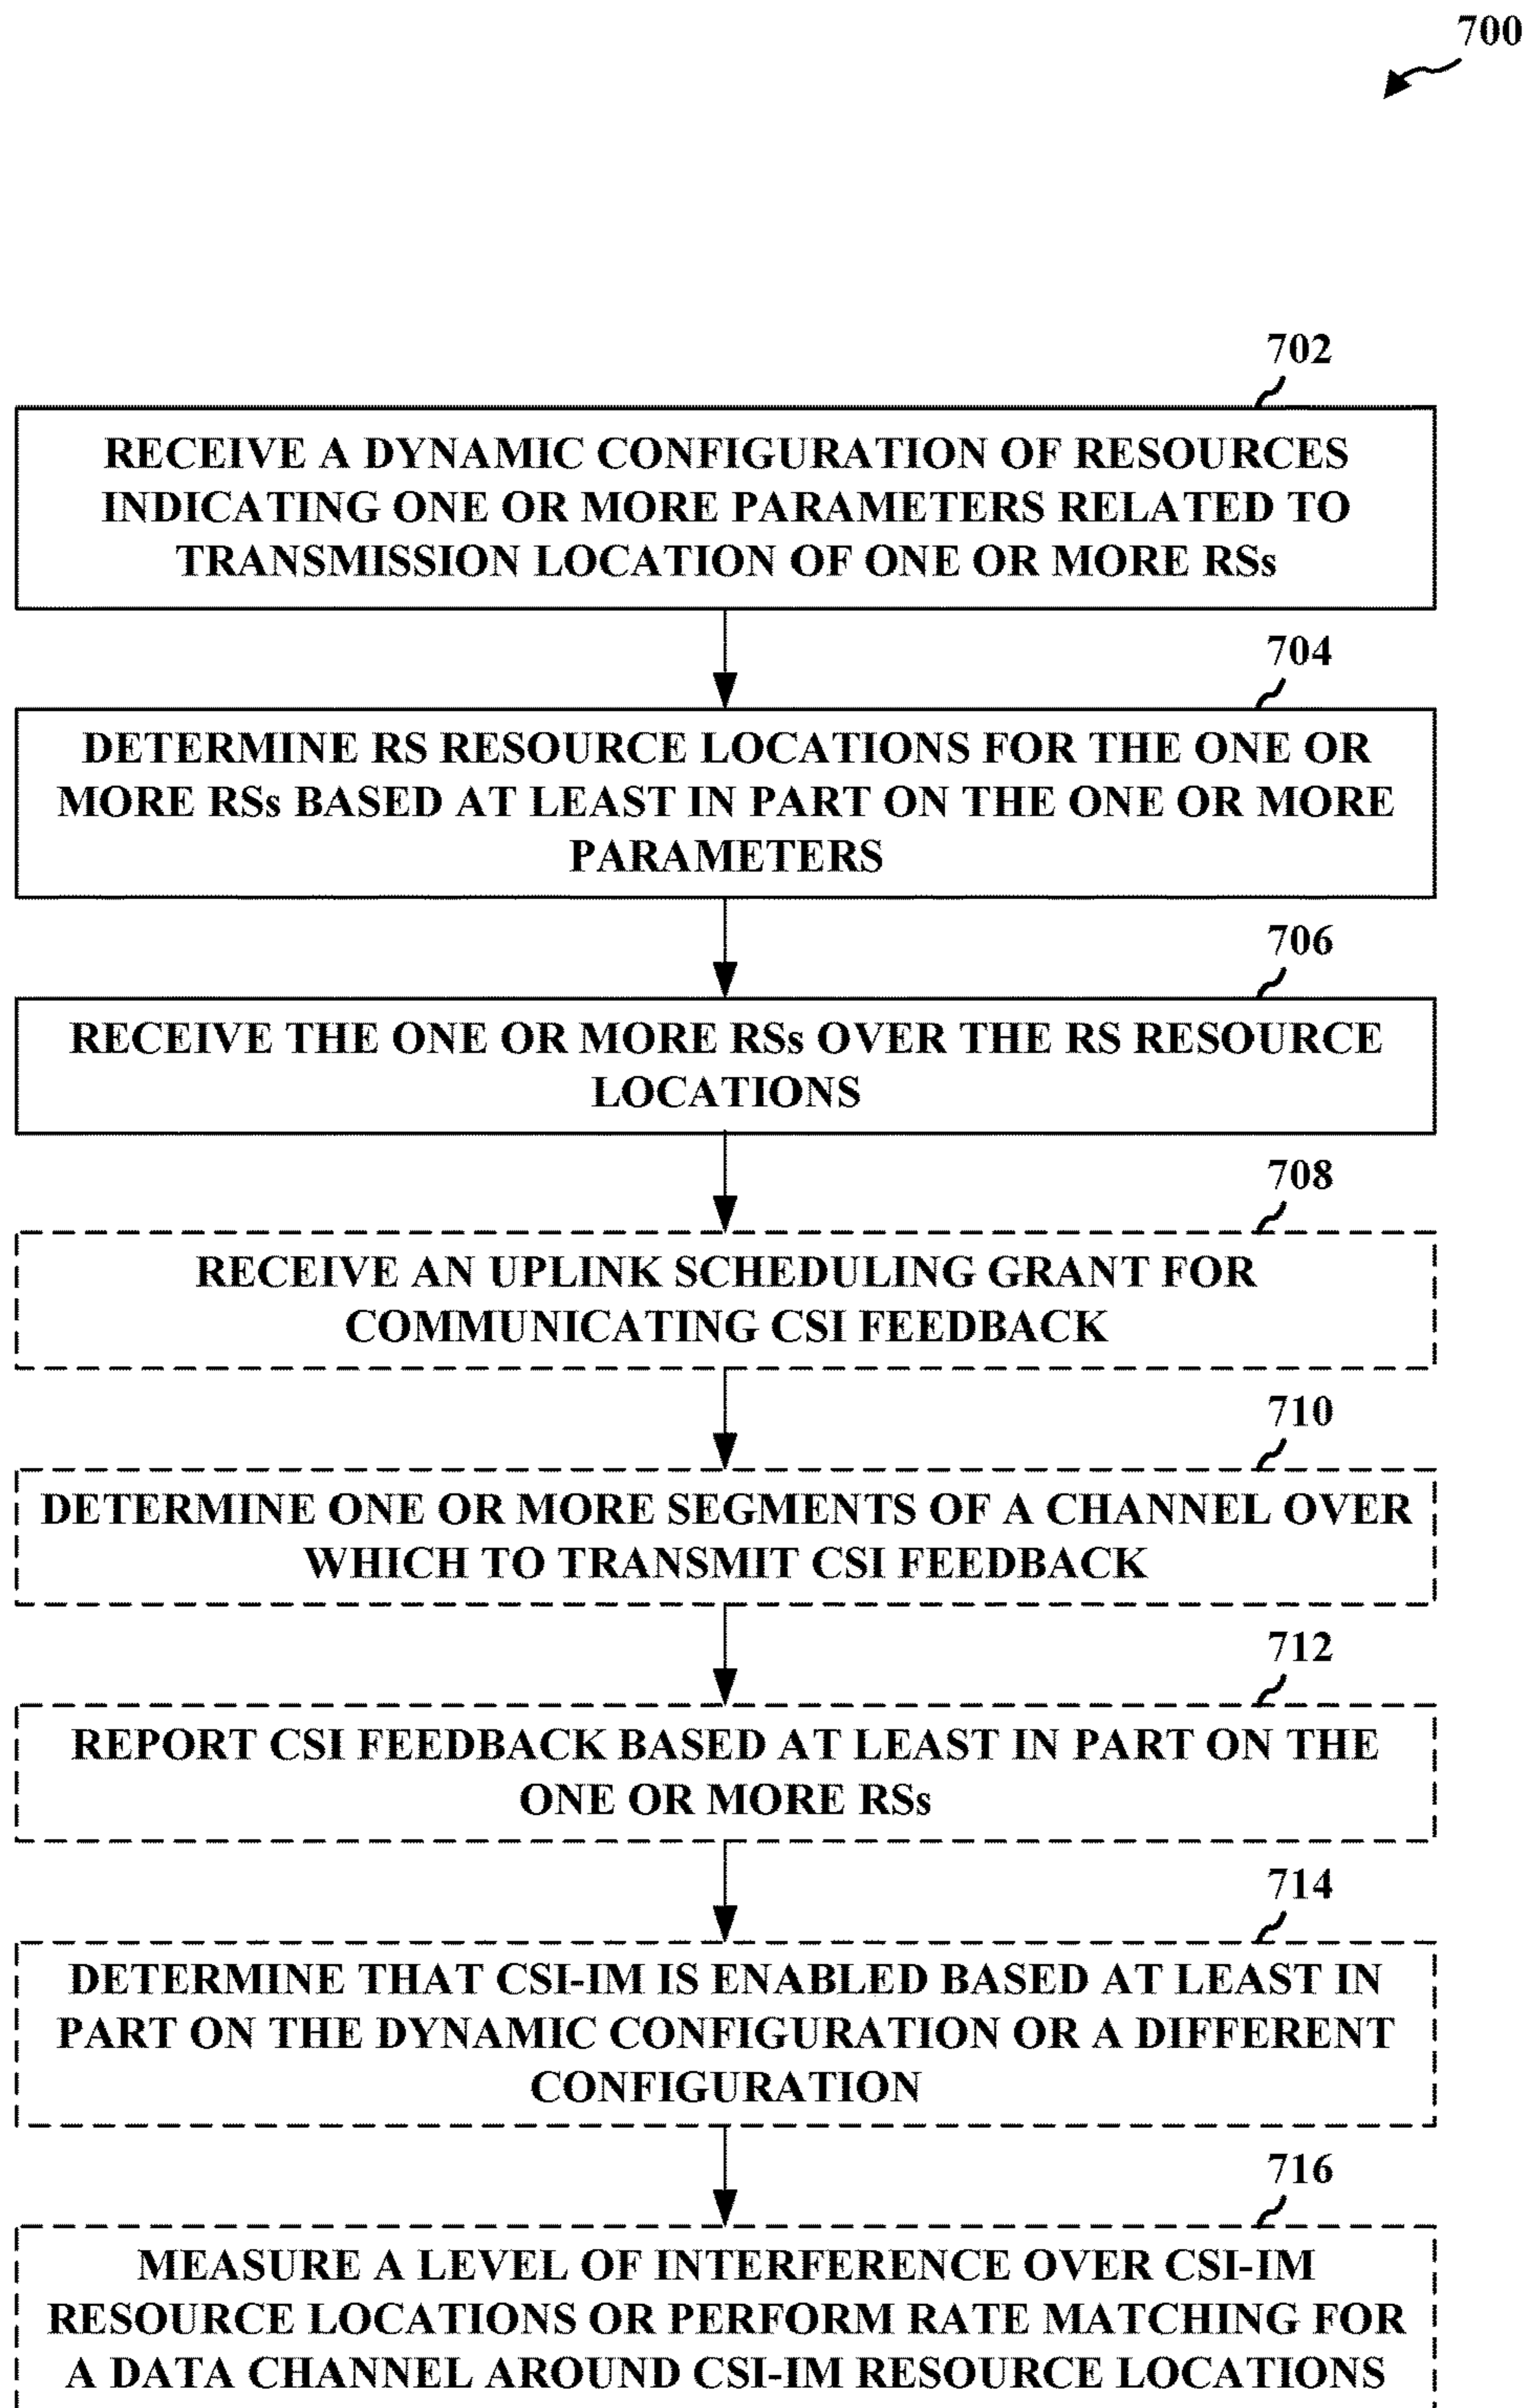 700
702
RECEIVE A DYNAMIC CONFIGURATION OF RESOURCES
INDICATING ONE OR MORE PARAMETERS RELATED TO
TRANSMISSION LOCATION OF ONE OR MORE RSs
704
DETERMINE RS RESOURCE LOCATIONS FOR THE ONE OR
MORE RSs BASED AT LEAST IN PART ON THE ONE OR MORE
PARAMETERS
706
RECEIVE THE ONE OR MORE RSs OVER THE RS RESOURCE
LOCATIONS
708
RECEIVE AN UPLINK SCHEDULING GRANT FOR
COMMUNICATING CSI FEEDBACK
710
DETERMINE ONE OR MORE SEGMENTS OF A CHANNEL OVER
WHICH TO TRANSMIT CSI FEEDBACK
712
REPORT CSI FEEDBACK BASED AT LEAST IN PART ON THE
ONE OR MORE RSs
714
DETERMINE THAT CSI-IM IS ENABLED BASED AT LEAST IN
PART ON THE DYNAMIC CONFIGURATION OR A DIFFERENT
CONFIGURATION
716
MEASURE A LEVEL OF INTERFERENCE OVER CSI-IM
RESOURCE LOCATIONS OR PERFORM RATE MATCHING FOR
A DATA CHANNEL AROUND CSI-IM RESOURCE LOCATIONS